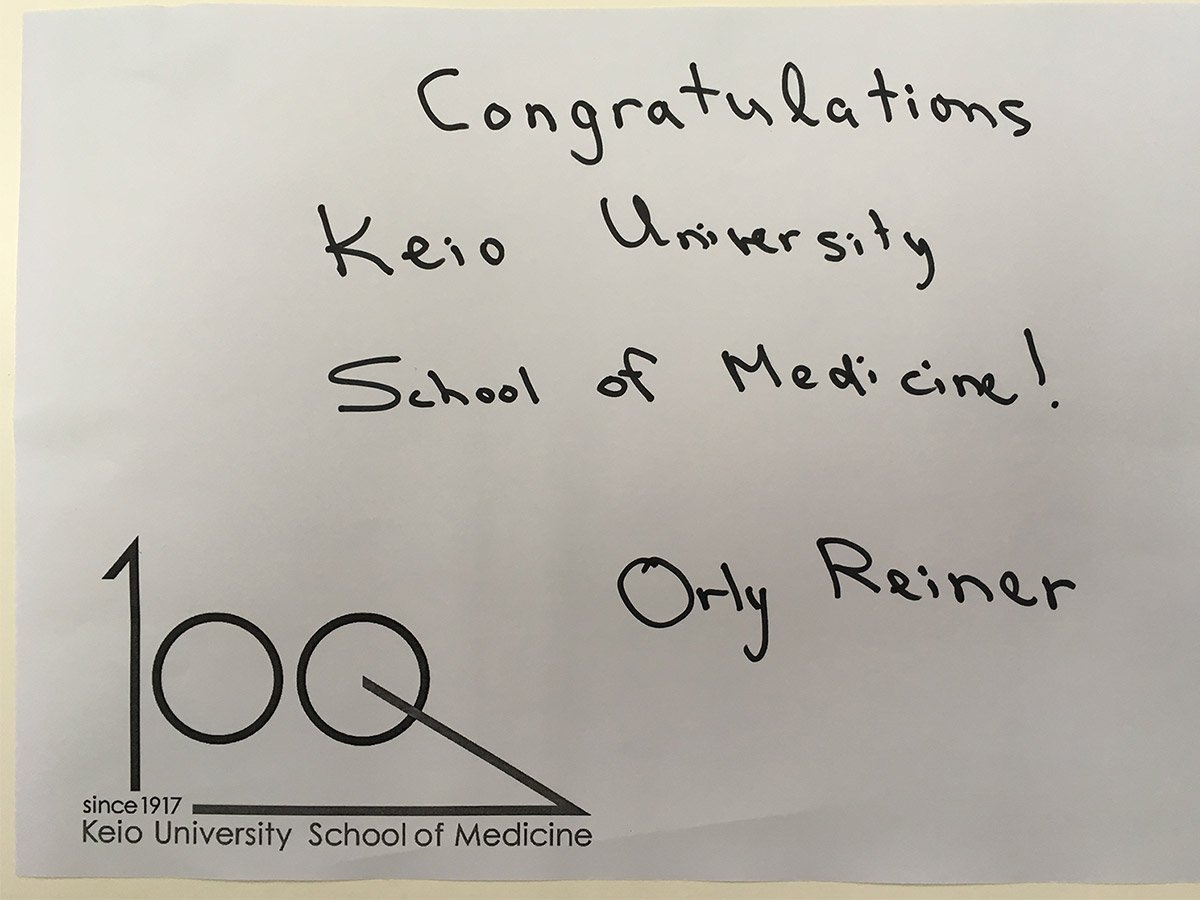 Congratulations
Keio University
School of Medicine!
Orly Reiner
100
since 1917
Keio University School of Medicine